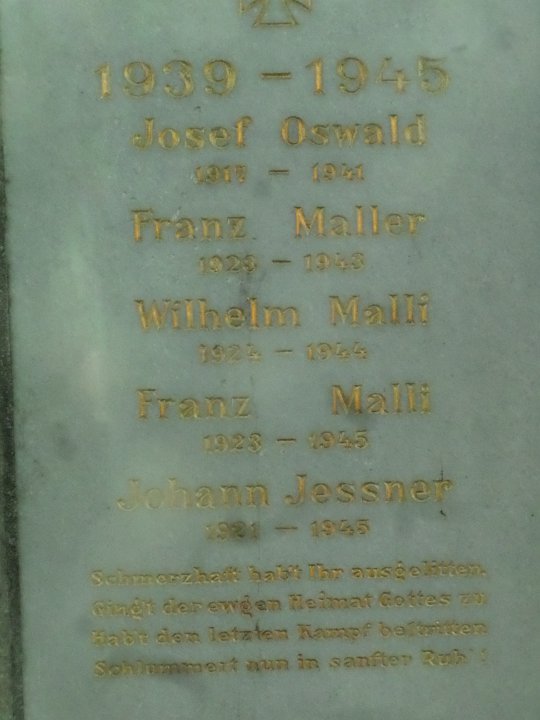 1939 – 1945
Josef Oswald
1917 – 1941
Franz Maller
1923 – 1943
Wilhelm Malli
1924 – 1944
Franz Malli
1923 – 1945
Johann Jessner
1921 – 1945
Schmerzhaft habt Ihr ausgelitten,
Gingt der ewgen Heimat Gottes zu
Habt den letzten Kampf bestritten
Schlummert nun in sanfter Ruh'!